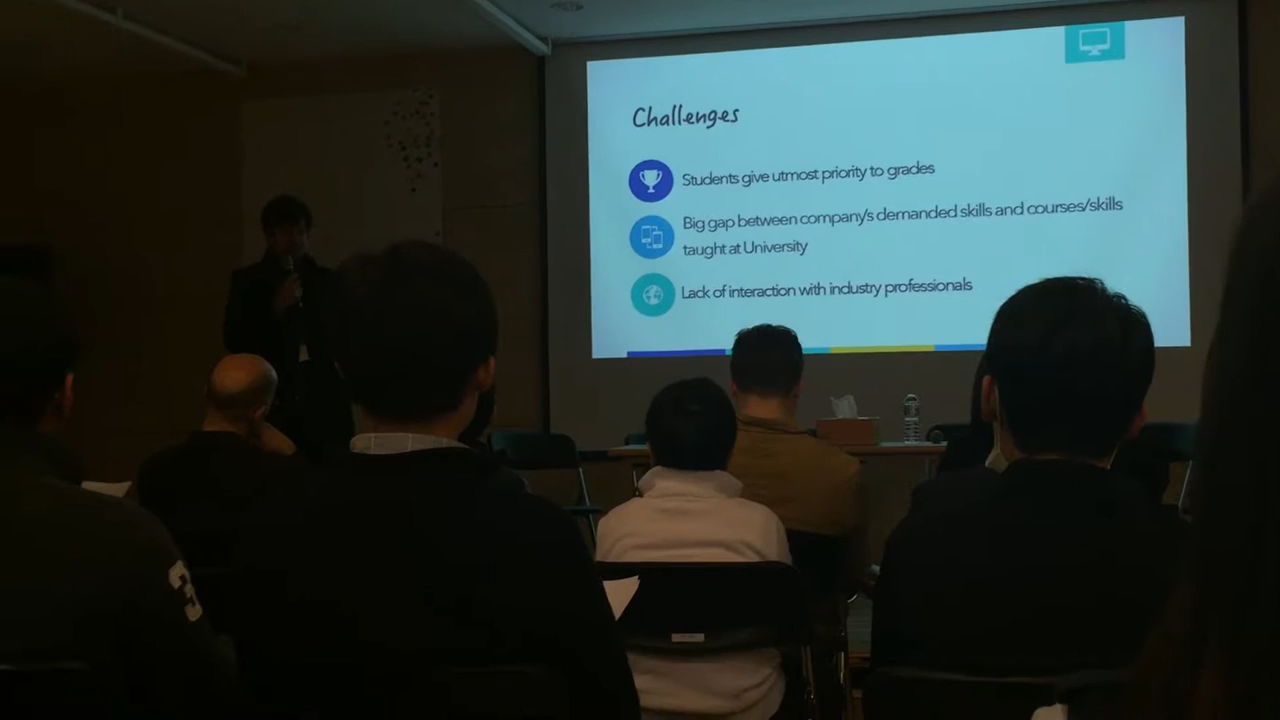 Challenges
Students give utmost priority to grades
Big gap between company's demanded skills and courses/skills
taught at University
Lack of interaction with industry professionals
3